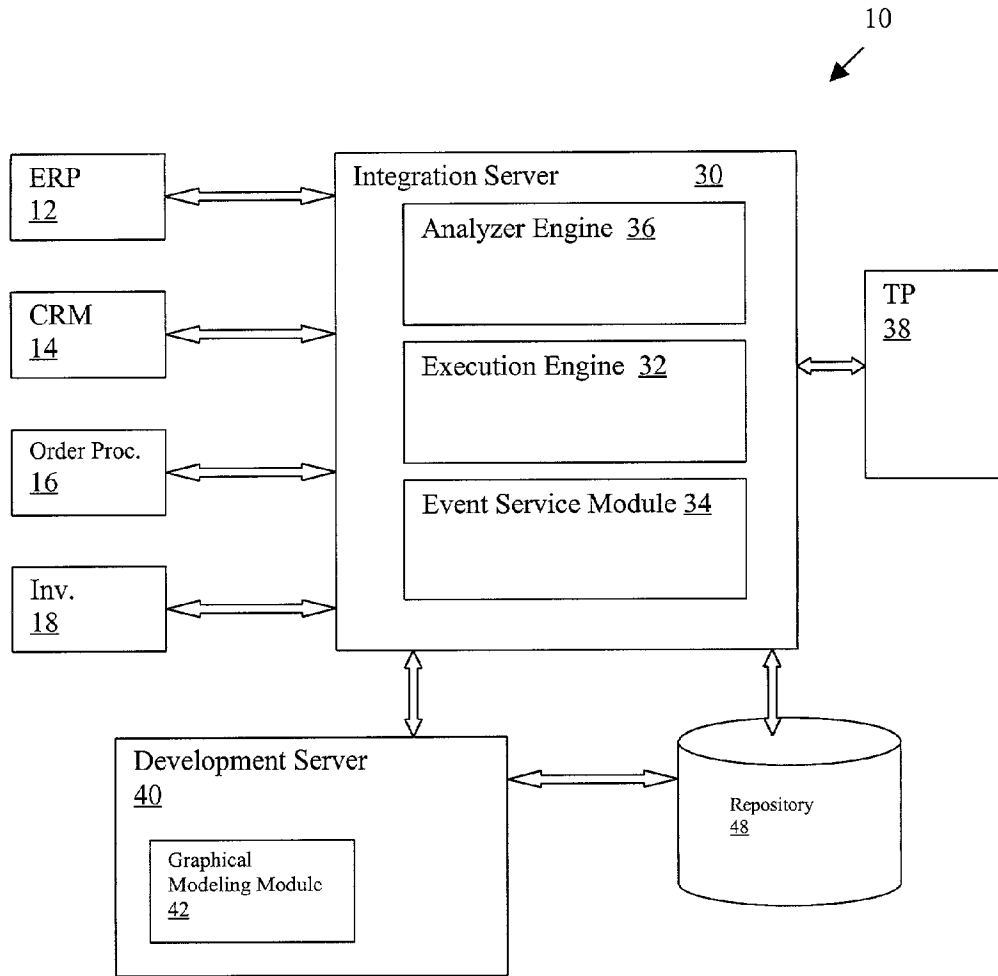 10
ERP
12
CRM
14
Order Proc.
16
Inv.
18
Integration Server 30
Analyzer Engine 36
Execution Engine 32
Event Service Module 34
TP
38
Development Server
40
Graphical
Modeling Module
42
Repository
48